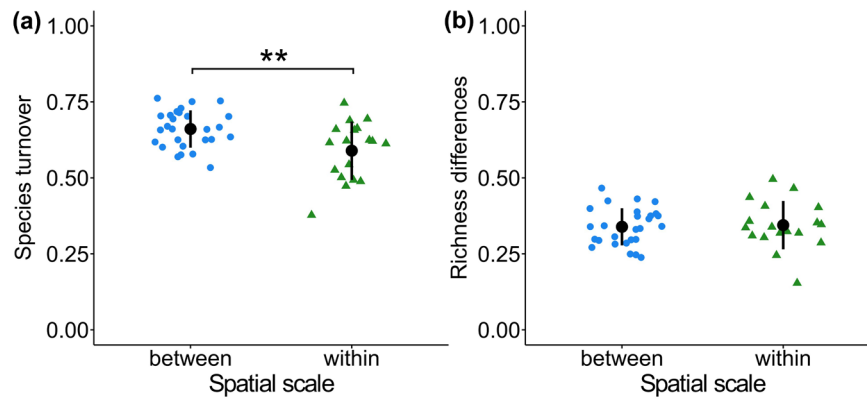 (a)
Species turnover
1.00
0.75
0.50
0.25
0.00
**
between
within
Spatial scale
(b)
Richness differences
1.00
0.75
0.50
0.25
0.00
between
within
Spatial scale